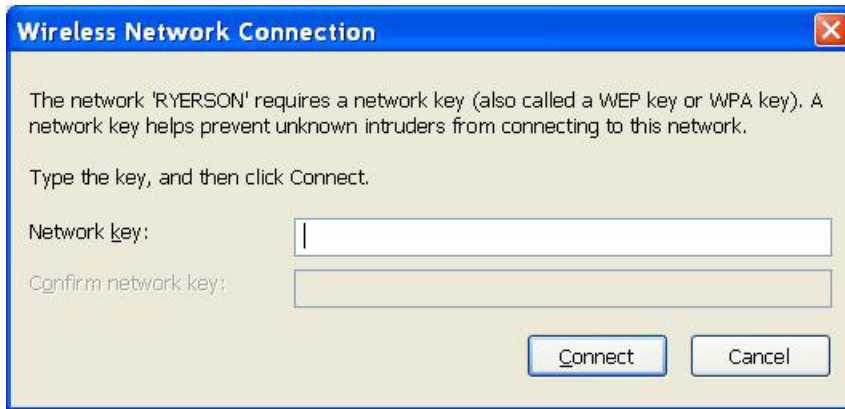 Wireless Network Connection
The network 'RYERSON' requires a network key (also called a WEP key or WPA key). A
network key helps prevent unknown intruders from connecting to this network.
Type the key, and then click Connect.
Network key:
Confirm network key:
Connect Cancel